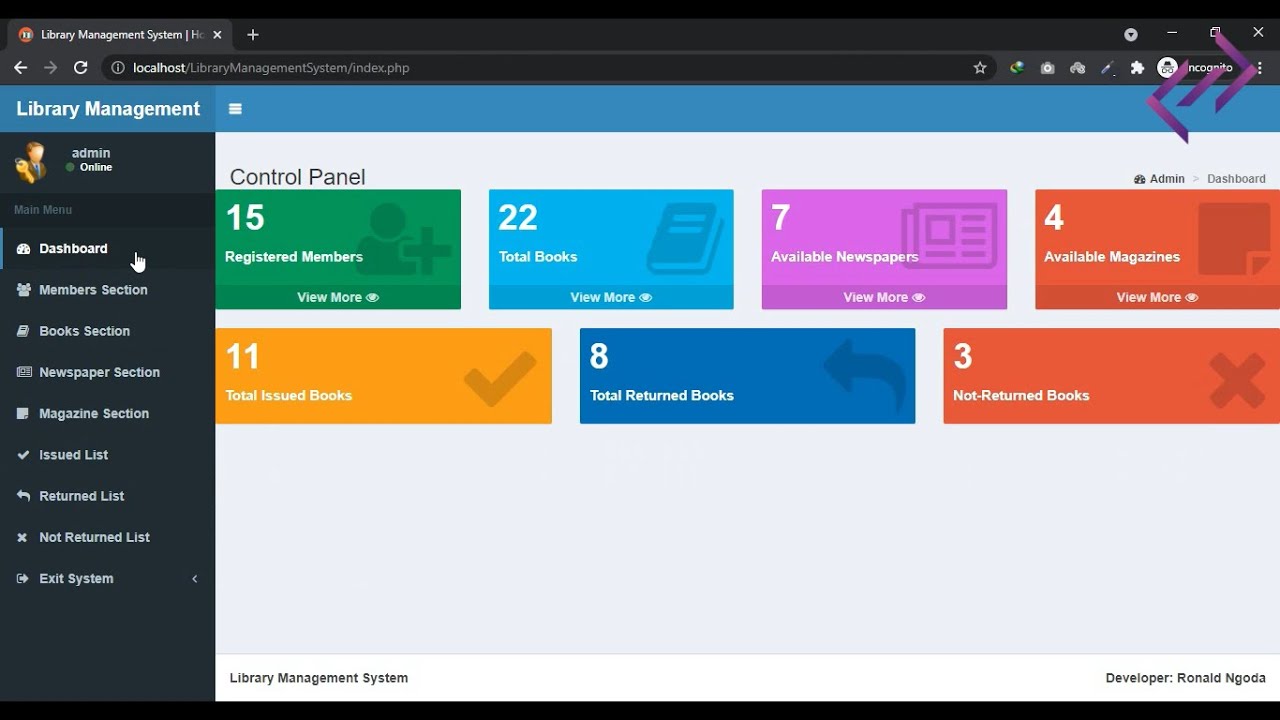 Library Management System | Ho
localhost/LibraryManagementSystem/index.php
Incognito
Library Management
admin
Online
Main Menu
Dashboard
Members Section
Books Section
Newspaper Section
Magazine Section
Issued List
Returned List
Not Returned List
Exit System
Control Panel
Admin > Dashboard
15
Registered Members
View More
22
Total Books
View More
7
Available Newspapers
View More
4
Available Magazines
View More
11
Total Issued Books
8
Total Returned Books
3
Not-Returned Books
Library Management System
Developer: Ronald Ngoda